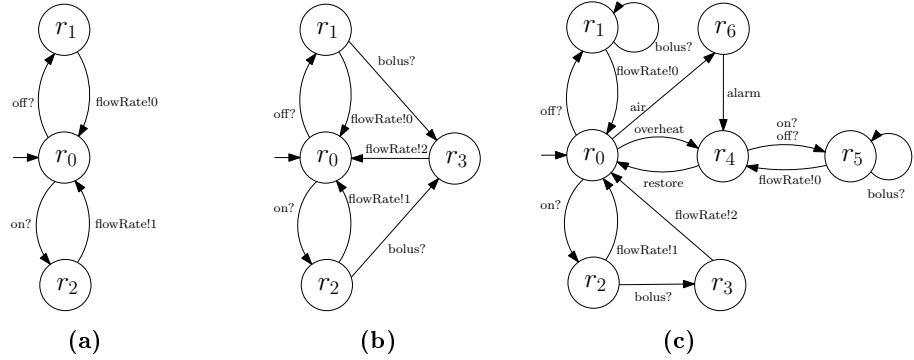 r1
off?
flowRate!0
r0
on?
flowRate!1
r2
(a)
r1
bolus?
off?
flowRate!0
r0
flowRate!2
r3
on?
flowRate!1
bolus?
r2
(b)
r1
bolus?
r6
flowRate!0
off?
air
alarm
overheat
on?
off?
r0
r4
r5
restore
flowRate!0
bolus?
on?
flowRate!2
flowRate!1
r2
bolus?
r3
(c)